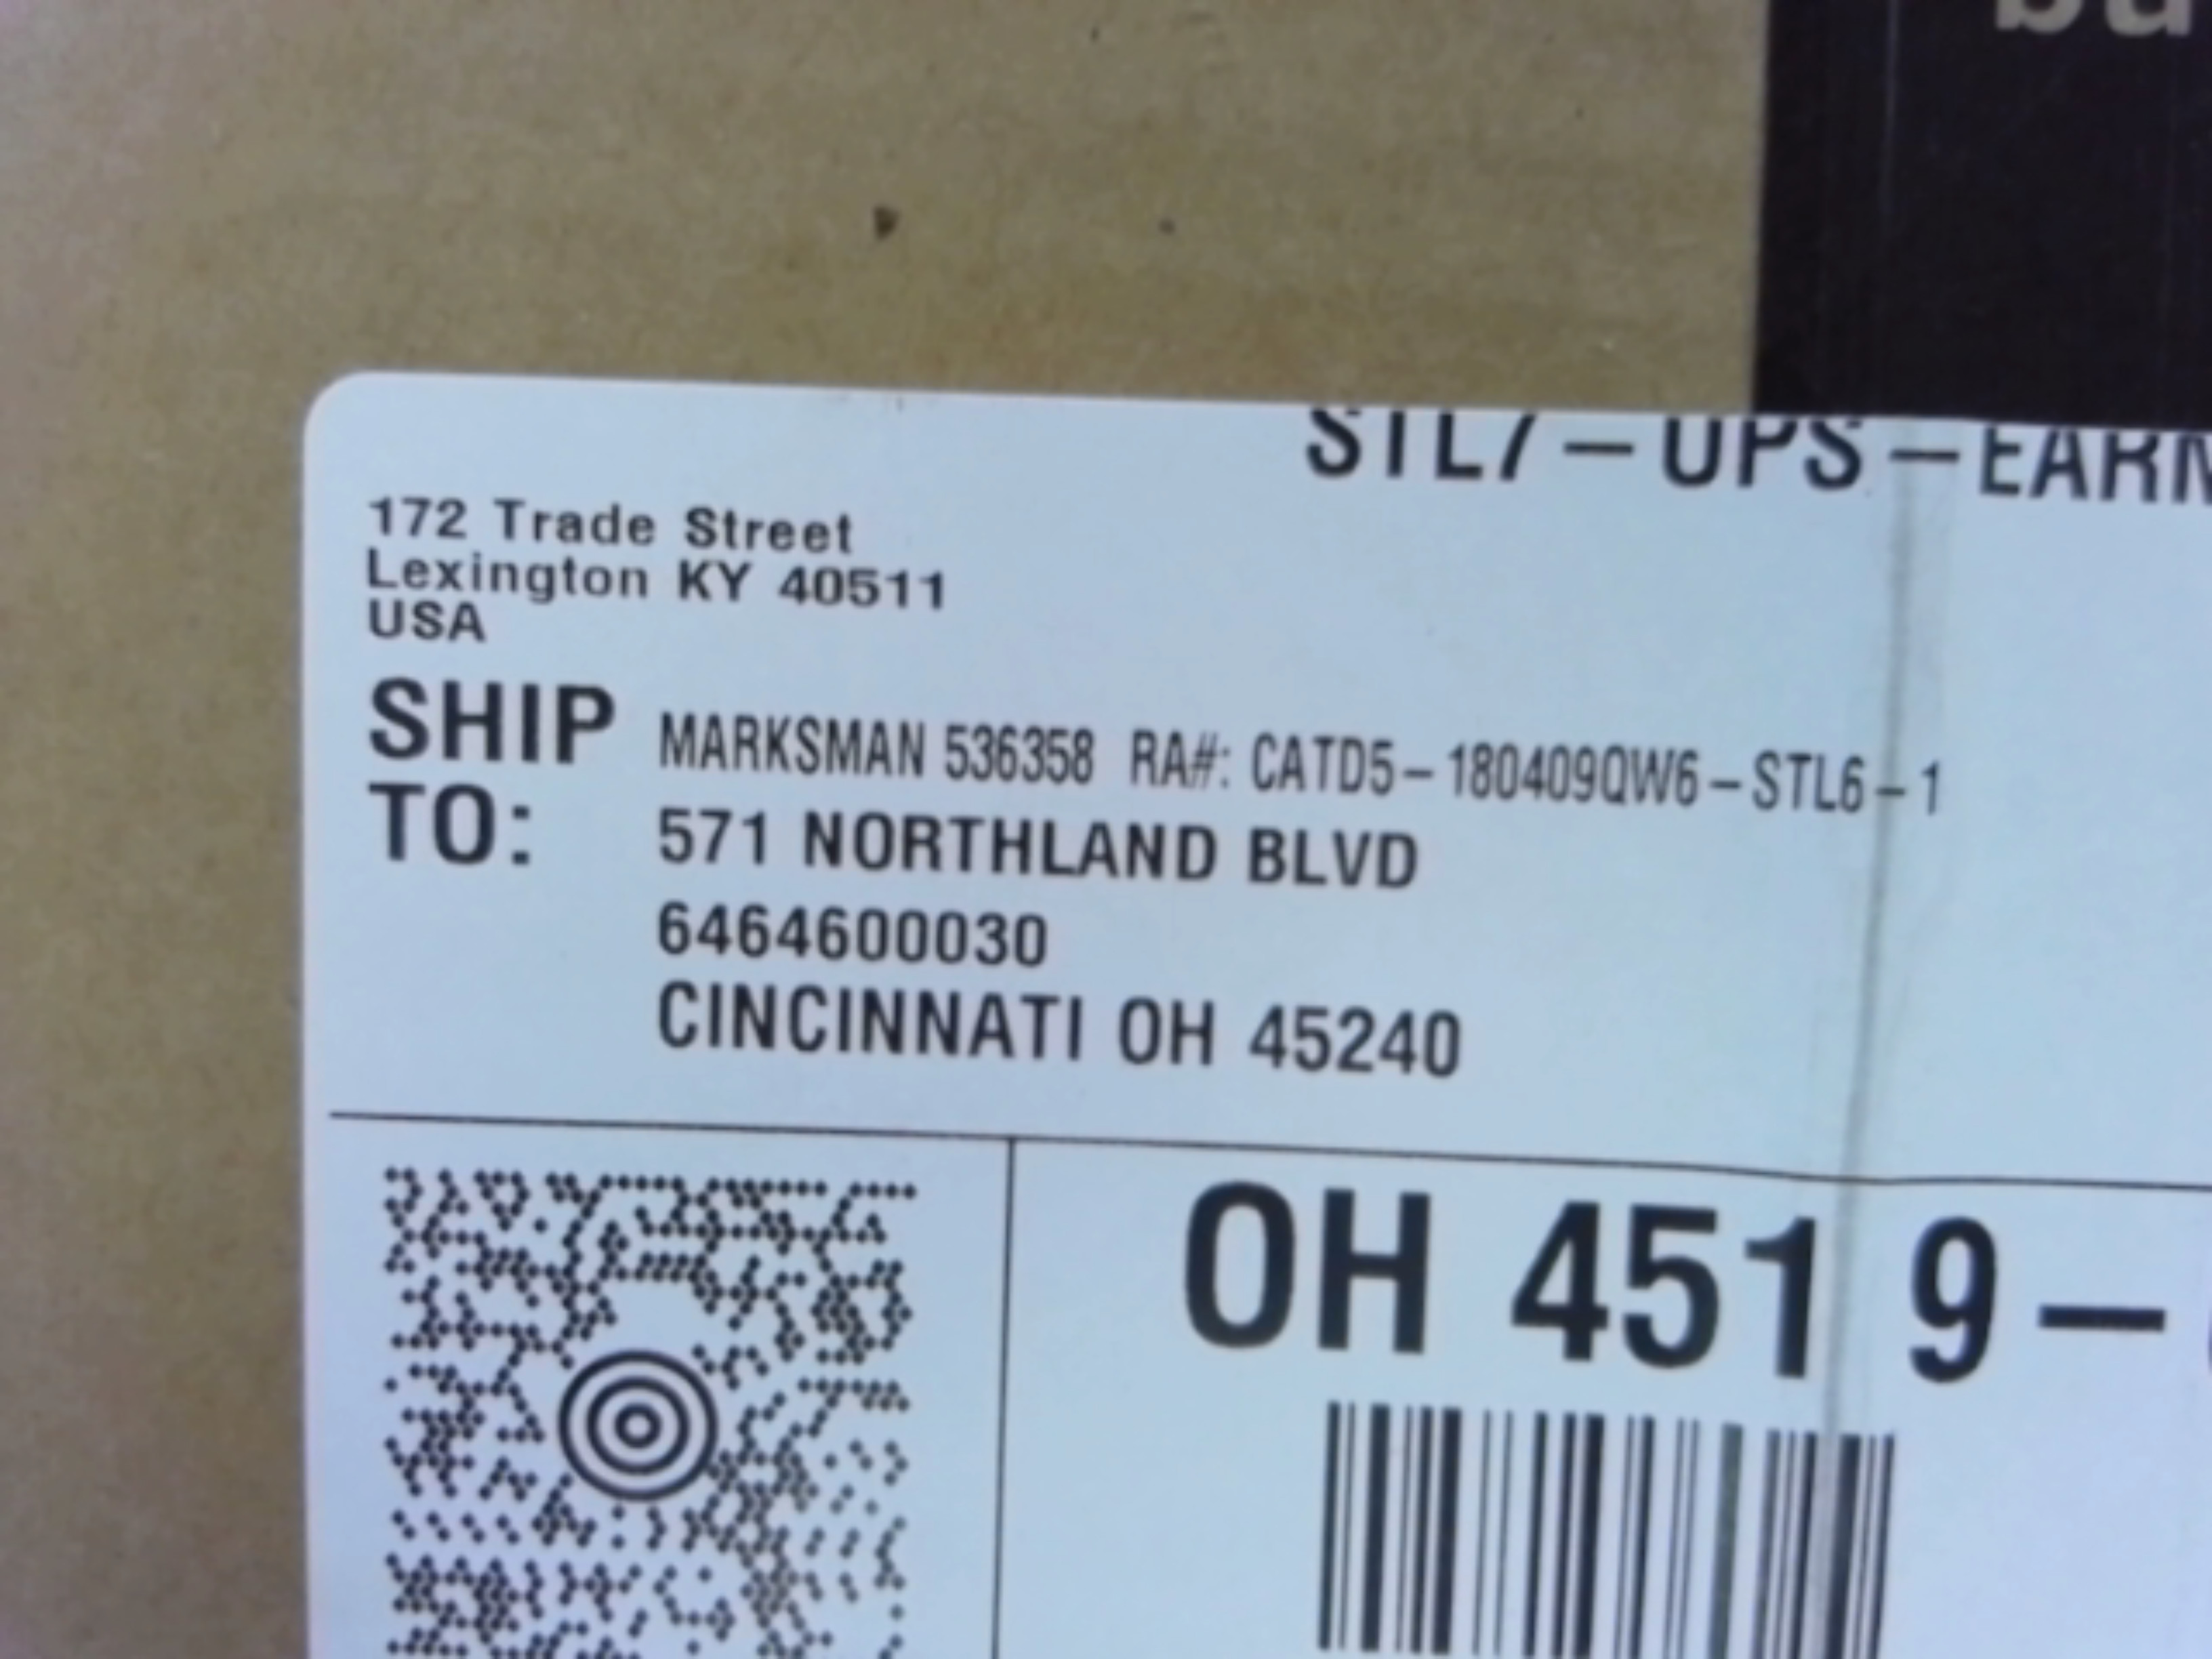 bu
STL7-UPS-EARN
172 Trade Street
Lexington KY 40511
USA
SHIP TO:
MARKSMAN 536358 RA#: CATD5-180409QW6-STL6-1
571 NORTHLAND BLVD
6464600030
CINCINNATI OH 45240
OH 451 9-